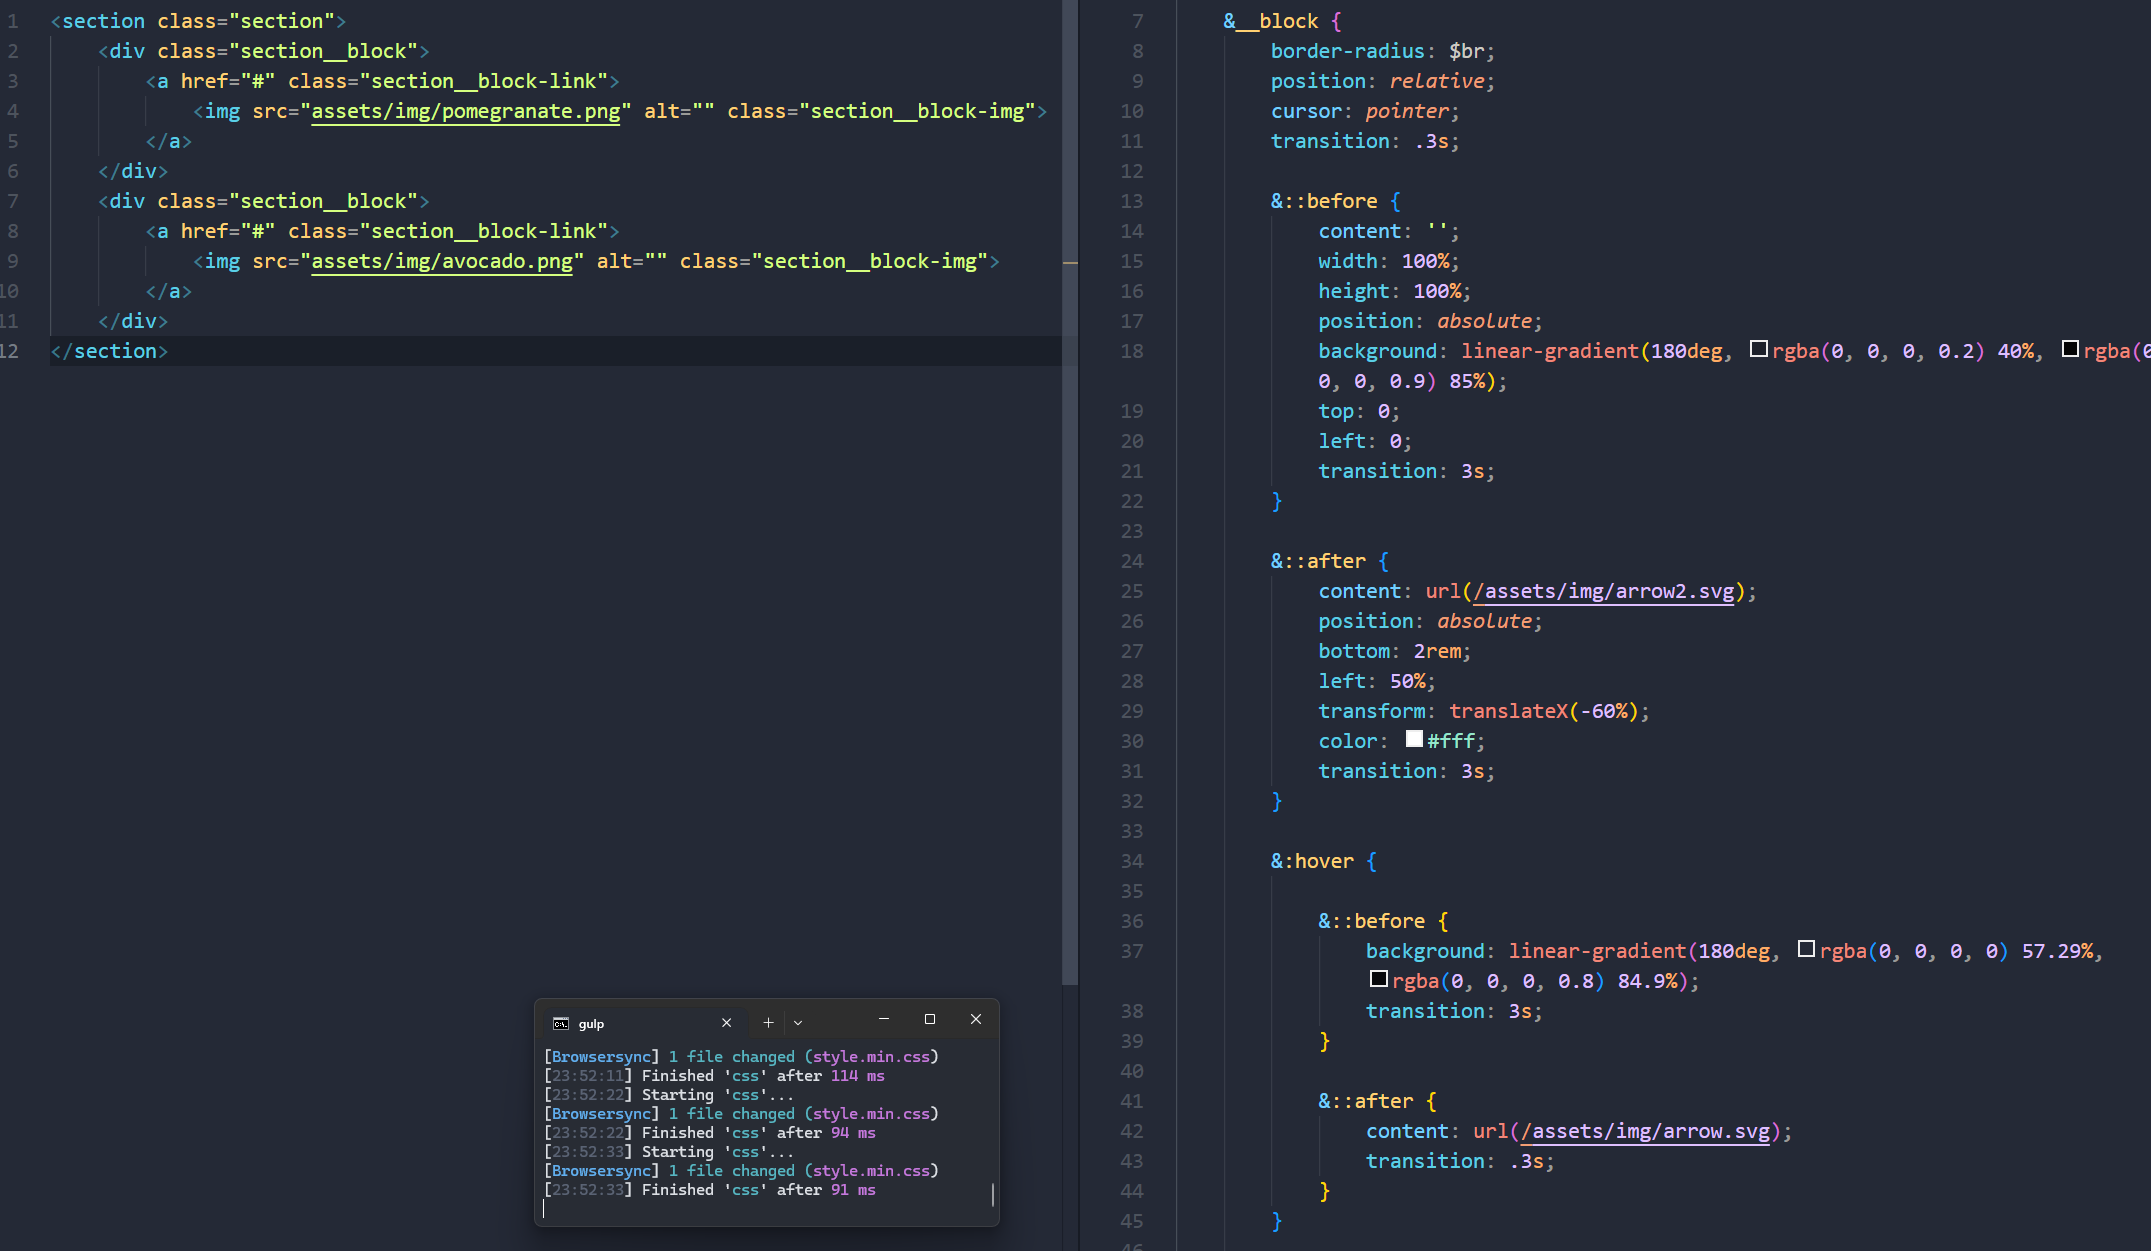 1 <section class="section">
2 <div class="section__block">
3 <a href="#" class="section__block-link">
4 <img src="assets/img/pomegranate.png" alt="" class="section__block-img">
5 </a>
6 </div>
7 <div class="section__block">
8 <a href="#" class="section__block-link">
9 <img src="assets/img/avocado.png" alt="" class="section__block-img">
10 </a>
11 </div>
12 </section>
7 &__block {
8 border-radius: $br;
9 position: relative;
10 cursor: pointer;
11 transition: .3s;
12
13 &::before {
14 content: '';
15 width: 100%;
16 height: 100%;
17 position: absolute;
18 background: linear-gradient(180deg, rgba(0, 0, 0, 0.2) 40%, rgba(0
0, 0, 0.9) 85%);
19 top: 0;
20 left: 0;
21 transition: 3s;
22 }
23
24 &::after {
25 content: url(/assets/img/arrow2.svg);
26 position: absolute;
27 bottom: 2rem;
28 left: 50%;
29 transform: translateX(-60%);
30 color: #fff;
31 transition: 3s;
32 }
33
34 &:hover {
35
36 &::before {
37 background: linear-gradient(180deg, rgba(0, 0, 0, 0) 57.29%,
rgba(0, 0, 0, 0.8) 84.9%);
38 transition: 3s;
39 }
40
41 &::after {
42 content: url(/assets/img/arrow.svg);
43 transition: .3s;
44 }
45 }
46
gulp
[Browsersync] 1 file changed (style.min.css)
[23:52:11] Finished 'css' after 114 ms
[23:52:22] Starting 'css'...
[Browsersync] 1 file changed (style.min.css)
[23:52:22] Finished 'css' after 94 ms
[23:52:33] Starting 'css'...
[Browsersync] 1 file changed (style.min.css)
[23:52:33] Finished 'css' after 91 ms